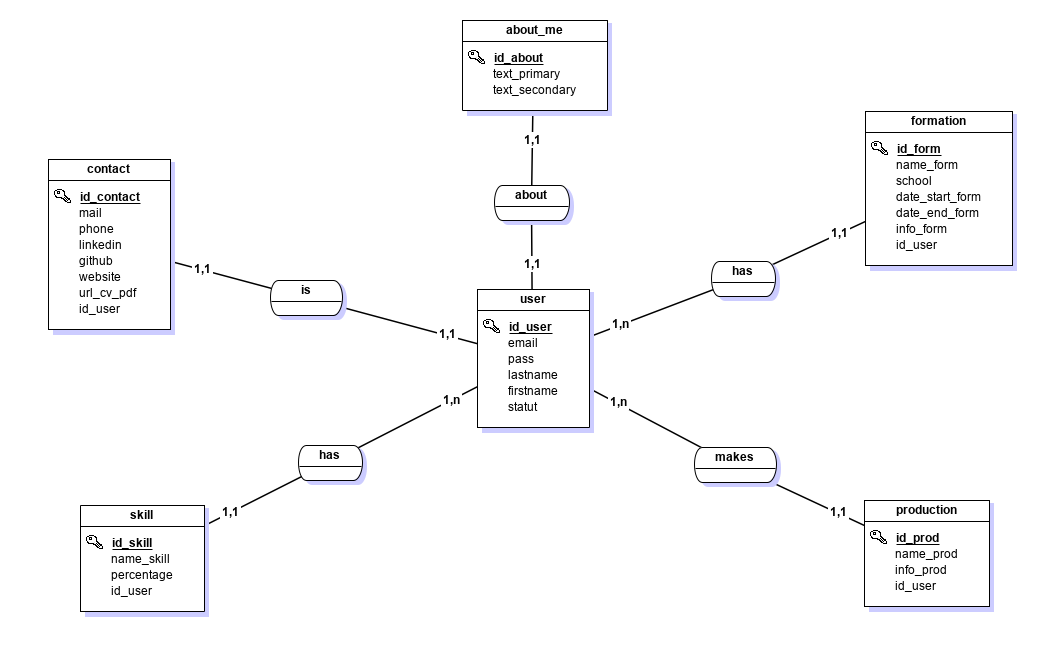 about_me
id_about
text_primary
text_secondary
1,1
about
1,1
contact
id_contact
mail
phone
linkedin
github
website
url_cv_pdf
id_user
1,1
is
1,1
formation
id_form
name_form
school
date_start_form
date_end_form
info_form
id_user
1,1
has
1,n
user
id_user
email
pass
lastname
firstname
statut
1,n
has
1,1
skill
id_skill
name_skill
percentage
id_user
1,n
makes
1,1
production
id_prod
name_prod
info_prod
id_user